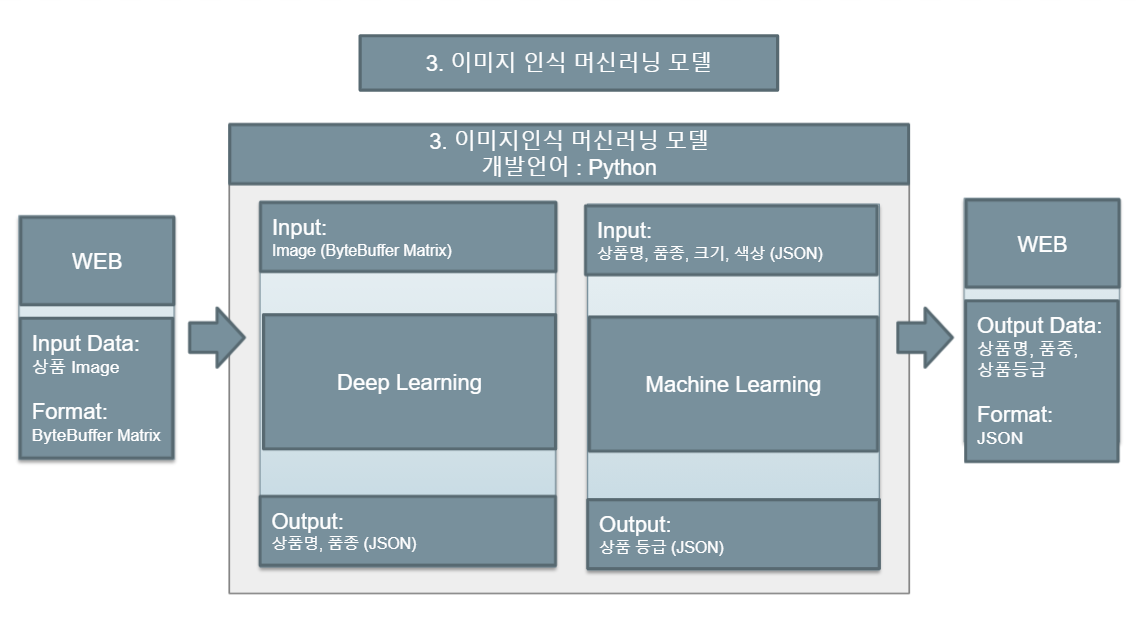 3. 이미지 인식 머신러닝 모델
3. 이미지인식 머신러닝 모델
개발언어 : Python
WEB
Input Data:
상품 Image
Format:
ByteBuffer Matrix
Input:
Image (ByteBuffer Matrix)
Deep Learning
Output:
상품명, 품종 (JSON)
Input:
상품명, 품종, 크기, 색상 (JSON)
Machine Learning
Output:
상품 등급 (JSON)
WEB
Output Data:
상품명, 품종,
상품등급
Format:
JSON